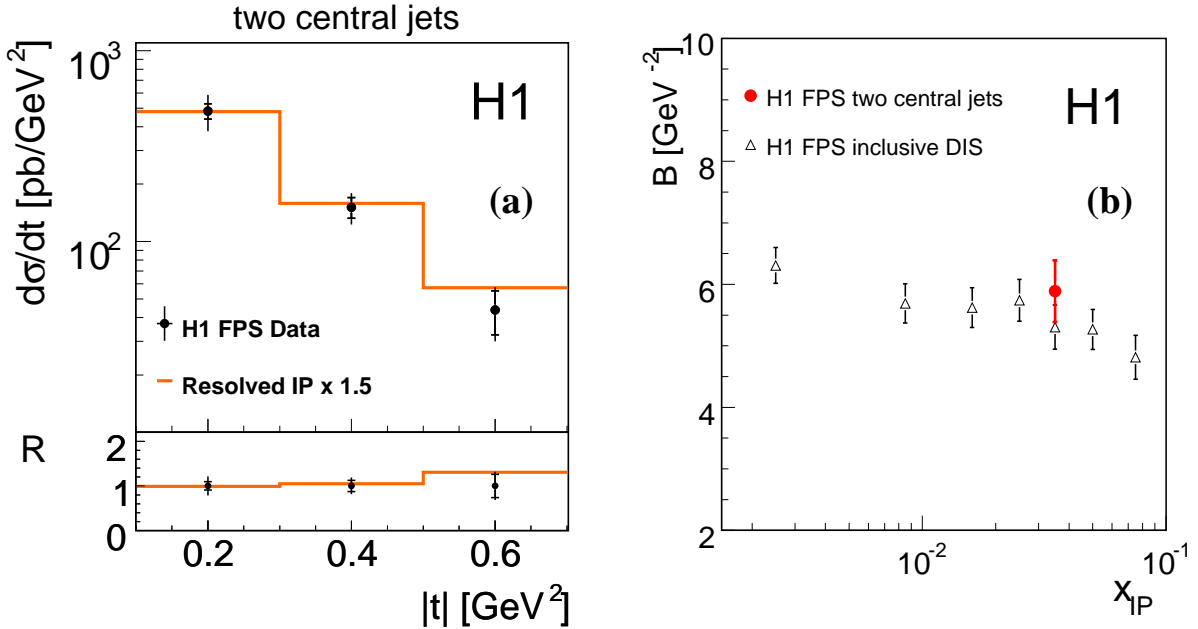 two central jets
dσ/dt [pb/GeV²]
10³
10²
H1
(a)
H1 FPS Data
Resolved IP x 1.5
R
2
1
0
0.2 0.4 0.6
|t| [GeV²]
B [GeV⁻²]
10
8
6
4
2
H1 FPS two central jets
H1 FPS inclusive DIS
H1
(b)
10⁻² 10⁻¹
x_IP